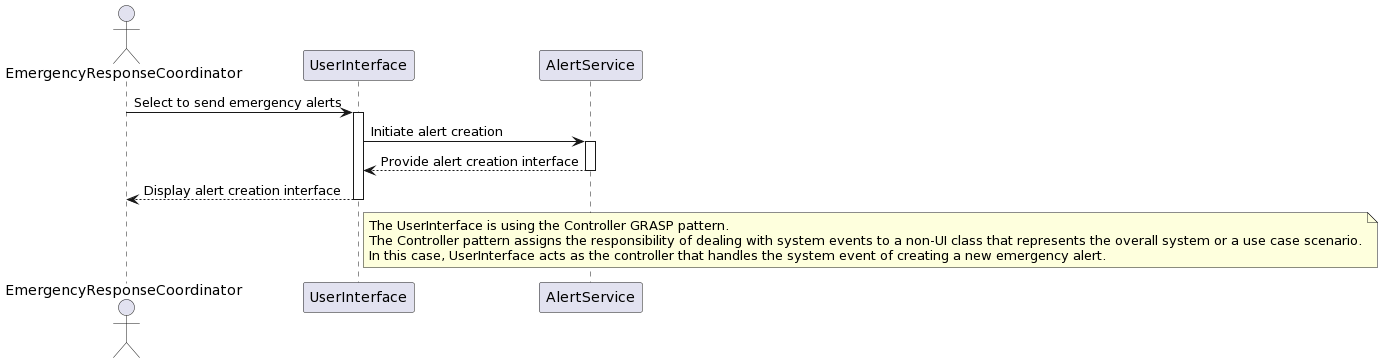 EmergencyResponseCoordinator
UserInterface
AlertService
Select to send emergency alerts
Initiate alert creation
Provide alert creation interface
Display alert creation interface
The UserInterface is using the Controller GRASP pattern.
The Controller pattern assigns the responsibility of dealing with system events to a non-UI class that represents the overall system or a use case scenario.
In this case, UserInterface acts as the controller that handles the system event of creating a new emergency alert.
EmergencyResponseCoordinator
UserInterface
AlertService